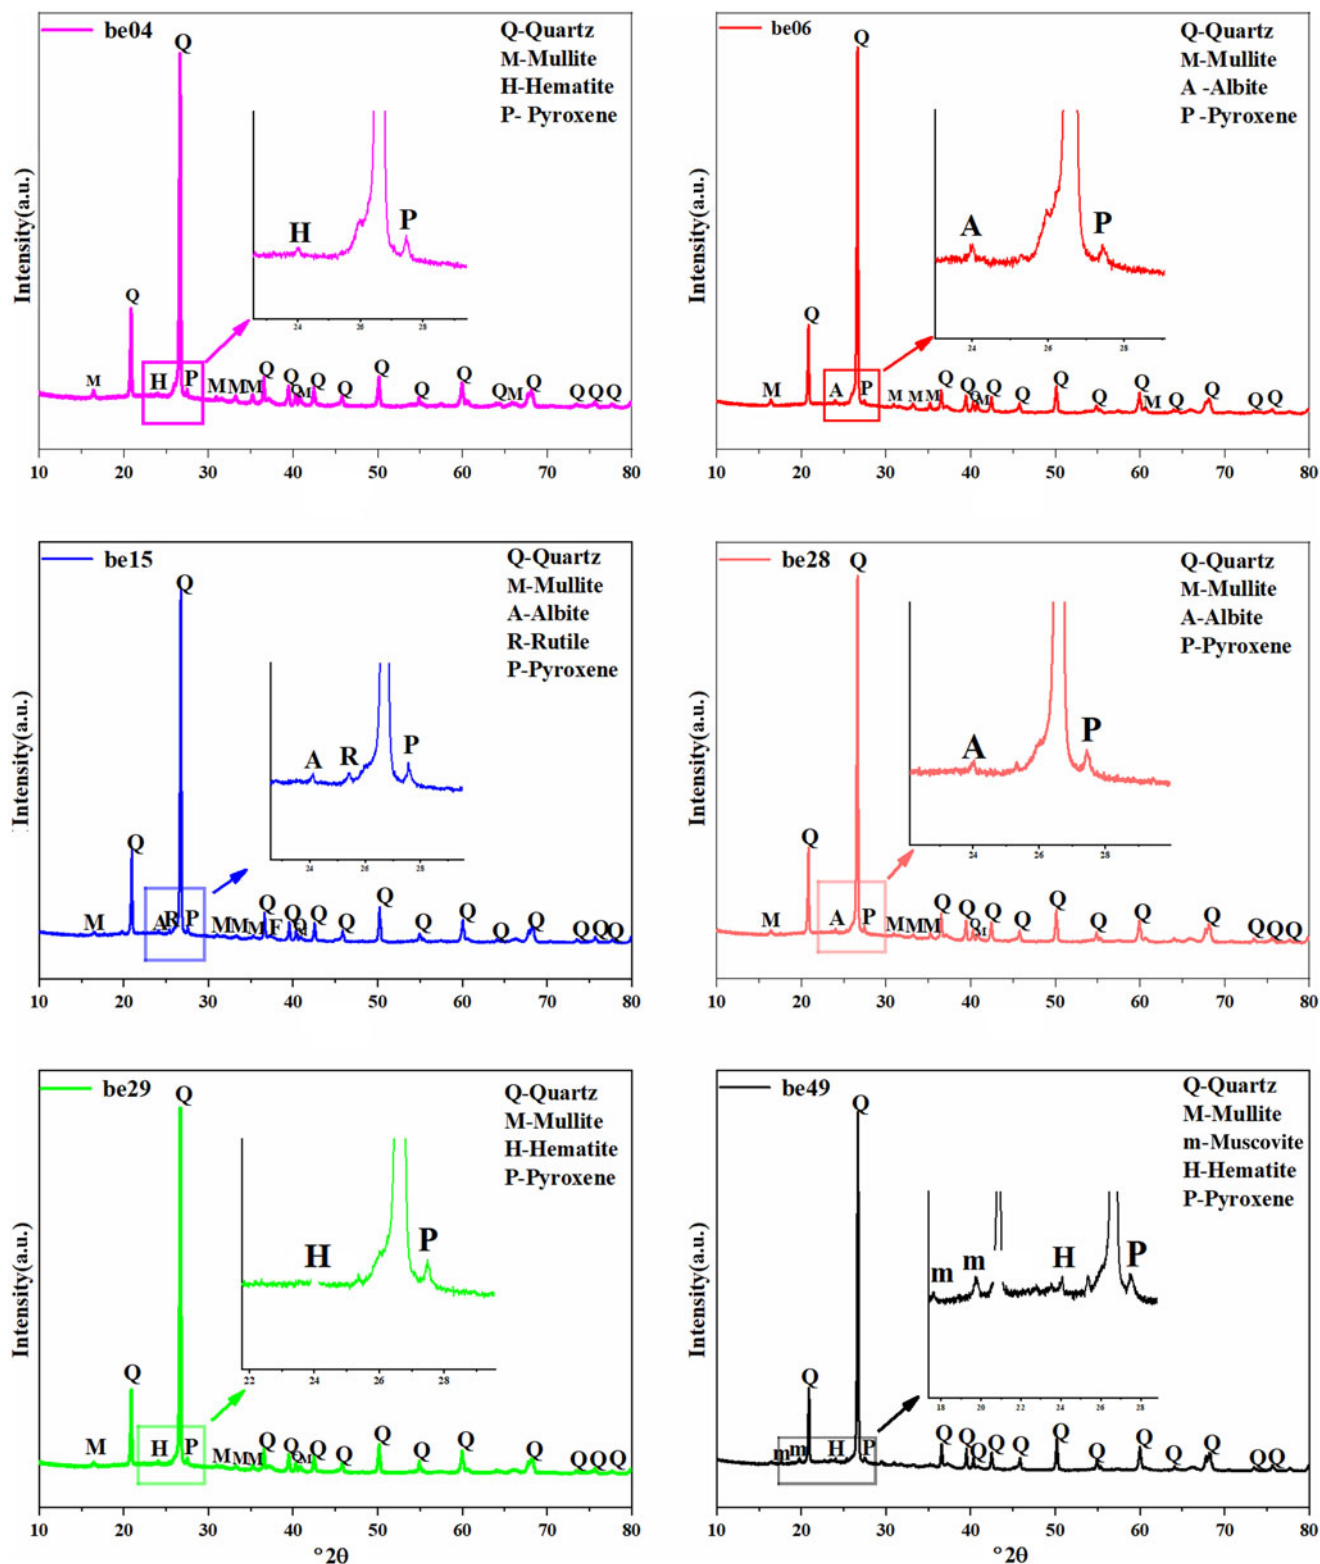 be04
Q-Quartz
M-Mullite
H-Hematite
P- Pyroxene
Q
H
P
Q
M
H
P
M M M
Q
Q
Q
M
Q
Q
Q
Q
Q
Q
M
Q
Q Q Q
24 26 28
Intensity(a.u.)
10 20 30 40 50 60 70 80
be06
Q-Quartz
M-Mullite
A -Albite
P -Pyroxene
Q
A
P
Q
M
A
P
M M M
Q
Q
Q
M
Q
Q
Q
Q
Q
M
Q
Q
Q Q
24 26 28
Intensity(a.u.)
10 20 30 40 50 60 70 80
be15
Q-Quartz
M-Mullite
A-Albite
R-Rutile
P-Pyroxene
Q
A
R
P
Q
M
A
R
P
M M M
Q
F
Q
Q
Q
Q
Q
Q
Q
Q
Q
Q Q Q
24 26 28
Intensity(a.u.)
10 20 30 40 50 60 70 80
be28
Q-Quartz
M-Mullite
A-Albite
P-Pyroxene
Q
A
P
Q
M
A
P
M M M
Q
Q
Q
M
Q
Q
Q
Q
Q
Q
Q Q Q
24 26 28
Intensity(a.u.)
10 20 30 40 50 60 70 80
be29
Q-Quartz
M-Mullite
H-Hematite
P-Pyroxene
Q
H
P
Q
M
H
P
M M M
Q
Q
Q
M
Q
Q
Q
Q
Q
Q
Q Q Q
22 24 26 28
Intensity(a.u.)
10 20 30 40 50 60 70 80
°2θ
be49
Q-Quartz
M-Mullite
m-Muscovite
H-Hematite
P-Pyroxene
Q
m
m
H
P
Q
m m
H
P
Q
Q
Q
Q
Q
Q
Q
Q
Q
Q
Q Q
18 20 22 24 26 28
Intensity(a.u.)
10 20 30 40 50 60 70 80
°2θ